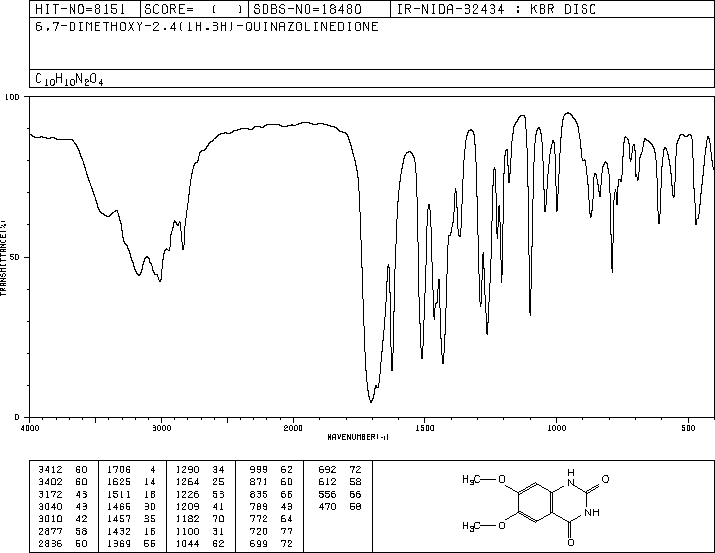 HIT-NO=8151 SCORE= ( ) SDBS-NO=18480 IR-NIDA-32434 : KBR DISC
6,7-DIMETHOXY-2,4(1H,3H)-QUINAZOLINEDIONE
C10H10N2O4
100
50
0
TRANSMITTANCE(%)
4000 3000 2000 1500 1000 500
WAVENUMBER(-1)
3412 60 1706 4 1290 34 999 62 692 72
3402 60 1625 14 1264 25 871 60 612 58
3172 43 1511 18 1226 53 835 66 556 66
3040 43 1465 30 1209 41 789 43 470 58
3010 42 1457 35 1182 70 772 64
2877 58 1432 16 1100 31 720 77
2836 50 1369 55 1044 62 699 72
H3C O H N O
H3C O NH
O